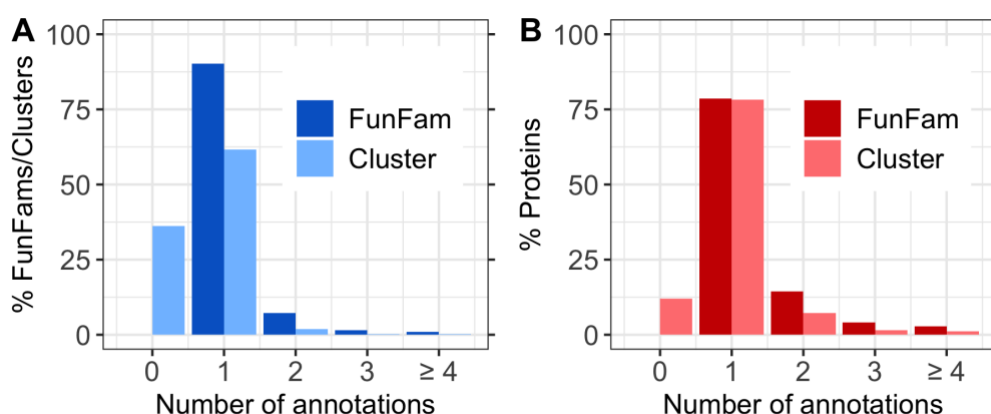 A
% FunFams/Clusters
100
75
50
25
0
FunFam
Cluster
0 1 2 3 ≥ 4
Number of annotations
B
% Proteins
100
75
50
25
0
FunFam
Cluster
0 1 2 3 ≥ 4
Number of annotations